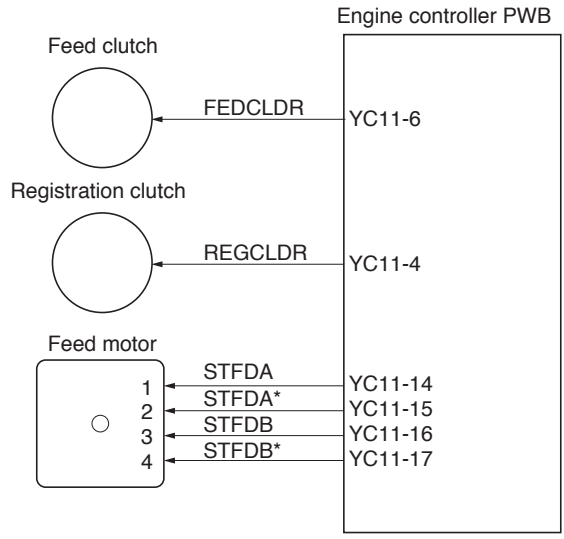 Engine controller PWB
Feed clutch
FEDCLDR
YC11-6
Registration clutch
REGCLDR
YC11-4
Feed motor
1 STFDA YC11-14
2 STFDA* YC11-15
3 STFDB YC11-16
4 STFDB* YC11-17